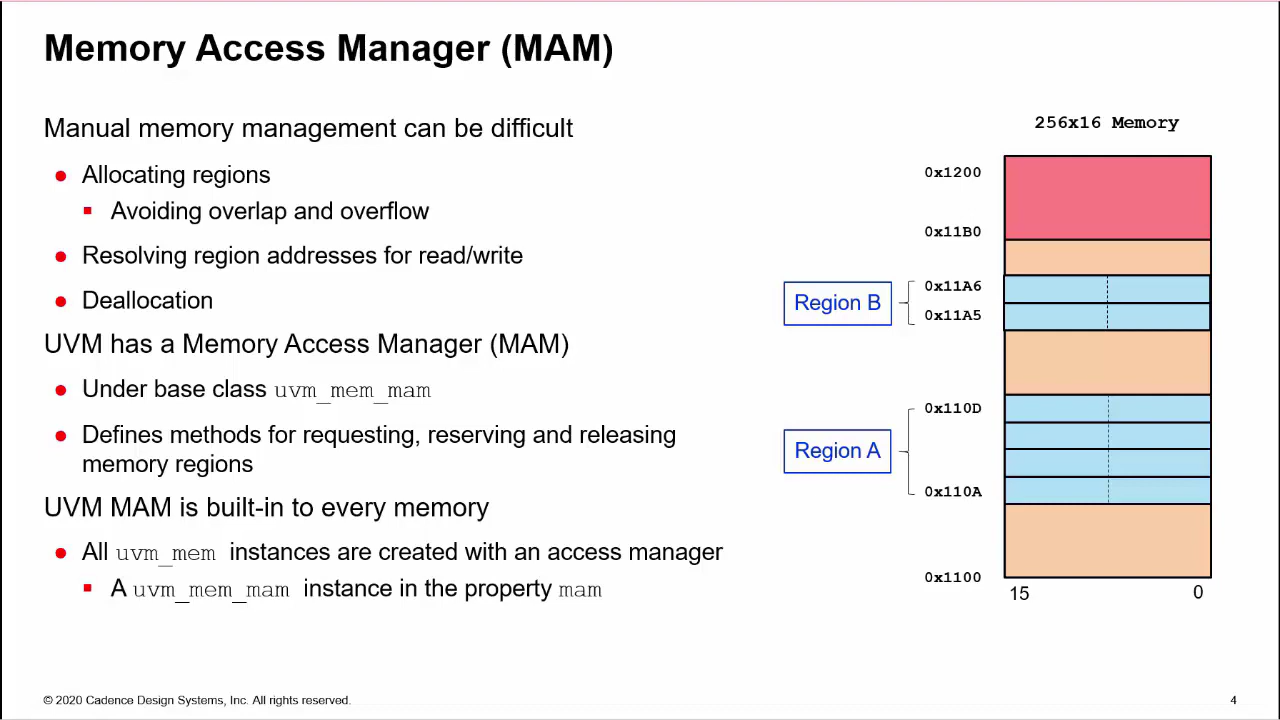 Memory Access Manager (MAM)
Manual memory management can be difficult
Allocating regions
Avoiding overlap and overflow
Resolving region addresses for read/write
Deallocation
UVM has a Memory Access Manager (MAM)
Under base class uvm_mem_mam
Defines methods for requesting, reserving and releasing
memory regions
UVM MAM is built-in to every memory
All uvm_mem instances are created with an access manager
A uvm_mem_mam instance in the property mam
256x16 Memory
0x1200
0x11B0
Region B
0x11A6
0x11A5
0x110D
Region A
0x110A
0x1100
15 0
© 2020 Cadence Design Systems, Inc. All rights reserved.
4